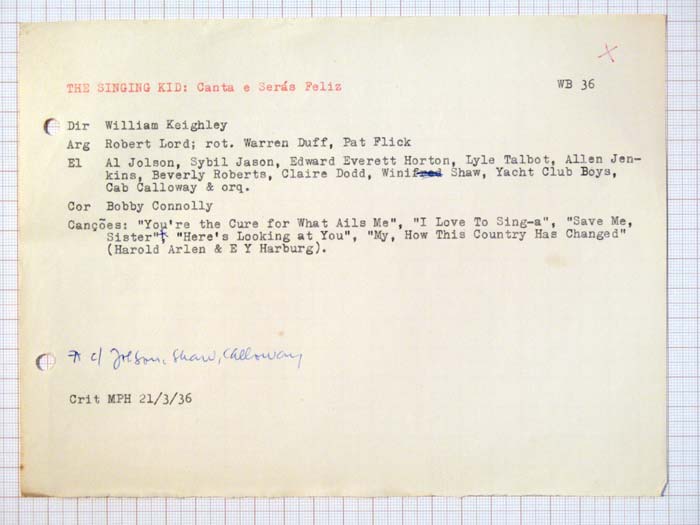 THE SINGING KID: Canta e Serás Feliz WB 36
Dir William Keighley
Arg Robert Lord; rot. Warren Duff, Pat Flick
El Al Jolson, Sybil Jason, Edward Everett Horton, Lyle Talbot, Allen Jen-
kins, Beverly Roberts, Claire Dodd, Winifred Shaw, Yacht Club Boys,
Cab Calloway & orq.
Cor Bobby Connolly
Canções: "You're the Cure for What Ails Me", "I Love To Sing-a", "Save Me,
Sister"*, "Here's Looking at You", "My, How This Country Has Changed"
(Harold Arlen & E Y Harburg).
* c/ Jolson, Shaw, Calloway
Crit MPH 21/3/36